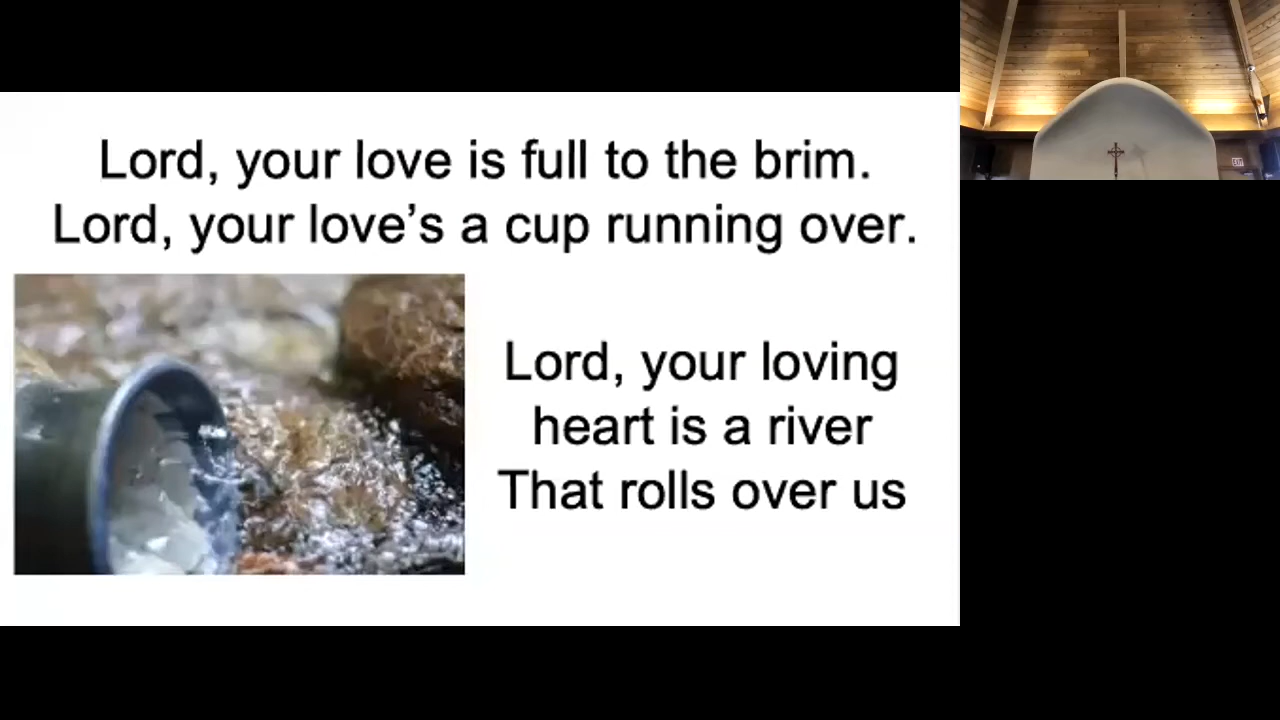 Lord, your love is full to the brim.
Lord, your love’s a cup running over.
Lord, your loving
heart is a river
That rolls over us
EXIT